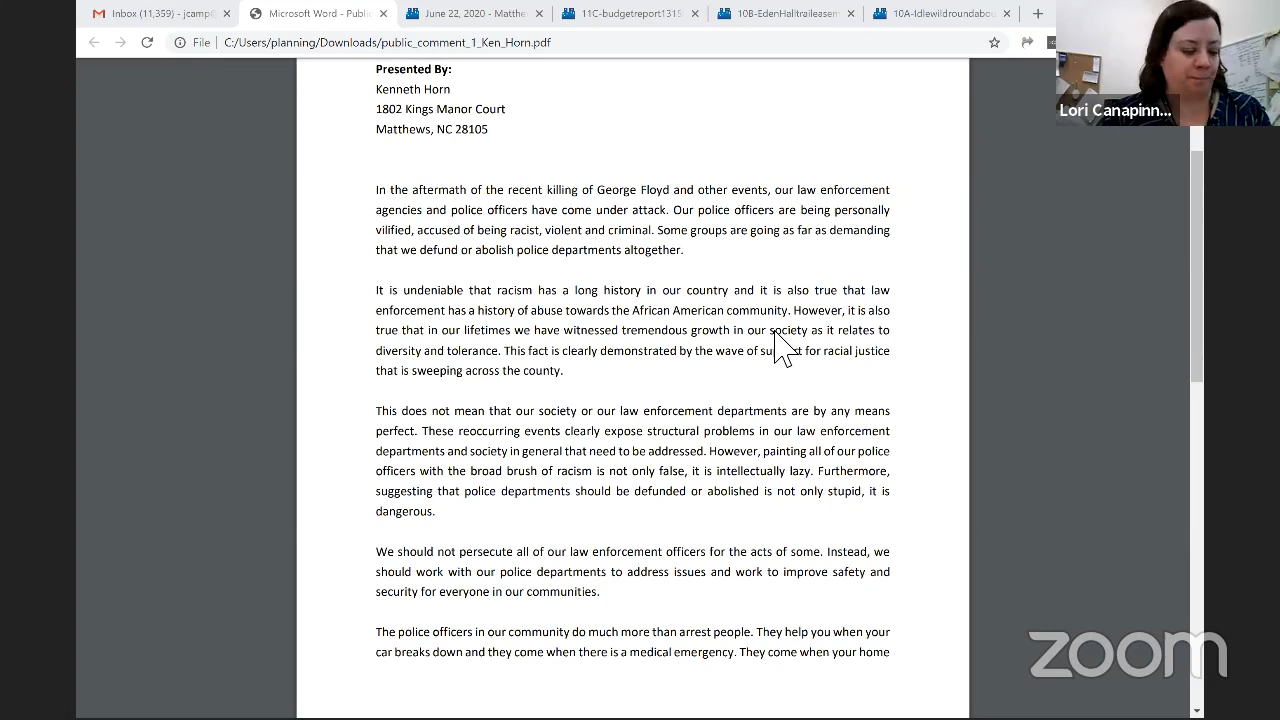 Inbox (11,359) - jcamp@
Microsoft Word - Publi
June 22, 2020 - Matthe
11C-budgetreport1315
10B-EdenHalltraileasem
10A-Idlewildroundabou
File
C:/Users/planning/Downloads/public_comment_1_Ken_Horn.pdf
Lori Canapinn...
Presented By:
Kenneth Horn
1802 Kings Manor Court
Matthews, NC 28105
In the aftermath of the recent killing of George Floyd and other events, our law enforcement
agencies and police officers have come under attack. Our police officers are being personally
vilified, accused of being racist, violent and criminal. Some groups are going as far as demanding
that we defund or abolish police departments altogether.
It is undeniable that racism has a long history in our country and it is also true that law
enforcement has a history of abuse towards the African American community. However, it is also
true that in our lifetimes we have witnessed tremendous growth in our society as it relates to
diversity and tolerance. This fact is clearly demonstrated by the wave of support for racial justice
that is sweeping across the county.
This does not mean that our society or our law enforcement departments are by any means
perfect. These reoccurring events clearly expose structural problems in our law enforcement
departments and society in general that need to be addressed. However, painting all of our police
officers with the broad brush of racism is not only false, it is intellectually lazy. Furthermore,
suggesting that police departments should be defunded or abolished is not only stupid, it is
dangerous.
We should not persecute all of our law enforcement officers for the acts of some. Instead, we
should work with our police departments to address issues and work to improve safety and
security for everyone in our communities.
The police officers in our community do much more than arrest people. They help you when your
car breaks down and they come when there is a medical emergency. They come when your home
zoom